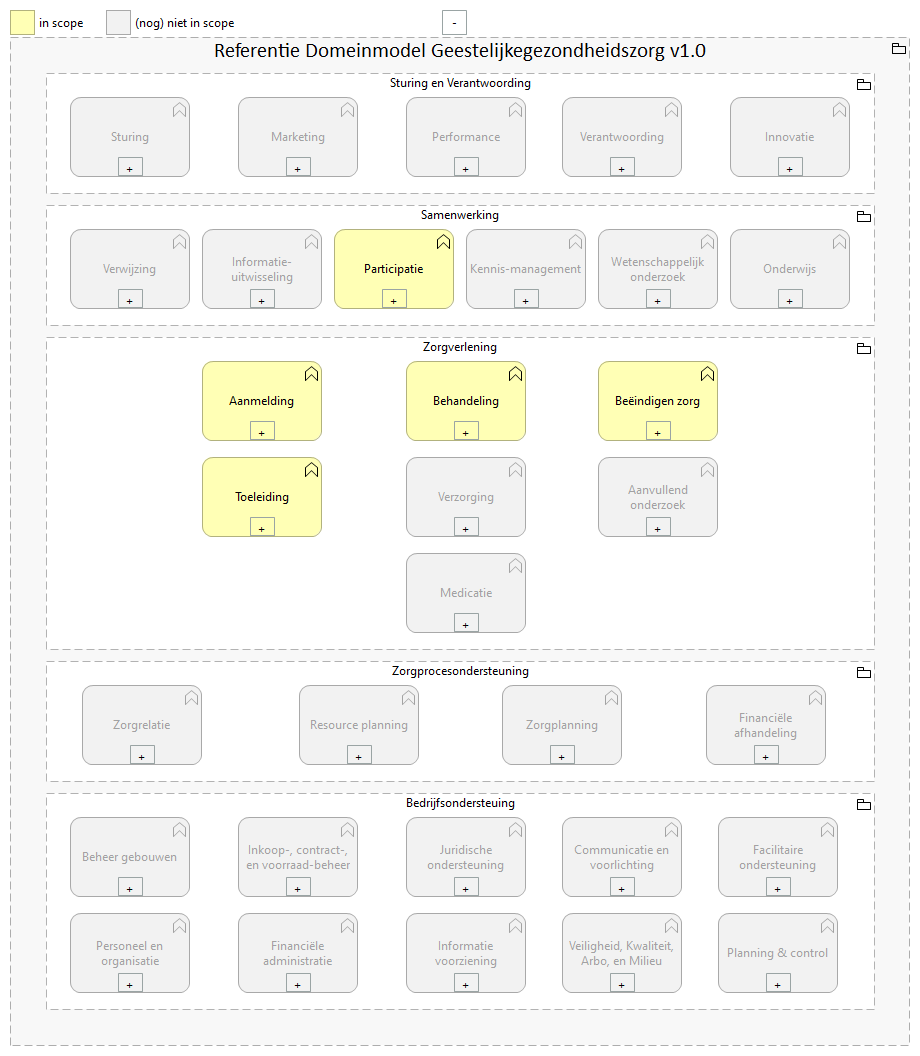 in scope
(nog) niet in scope
-
Referentie Domeinmodel Geestelijkegezondheidszorg v1.0
Sturing en Verantwoording
Sturing
+
Marketing
+
Performance
+
Verantwoording
+
Innovatie
+
Samenwerking
Verwijzing
+
Informatie-
uitwisseling
+
Participatie
+
Kennis-management
+
Wetenschappelijk
onderzoek
+
Onderwijs
+
Zorgverlening
Aanmelding
+
Behandeling
+
Beëindigen zorg
+
Toeleiding
+
Verzorging
+
Aanvullend
onderzoek
+
Medicatie
+
Zorgprocesondersteuning
Zorgrelatie
+
Resource planning
+
Zorgplanning
+
Financiële
afhandeling
+
Bedrijfsondersteuing
Beheer gebouwen
+
Inkoop-, contract-,
en voorraad-beheer
+
Juridische
ondersteuning
+
Communicatie en
voorlichting
+
Facilitaire
ondersteuning
+
Personeel en
organisatie
+
Financiële
administratie
+
Informatie
voorziening
+
Veiligheid, Kwaliteit,
Arbo, en Milieu
+
Planning & control
+